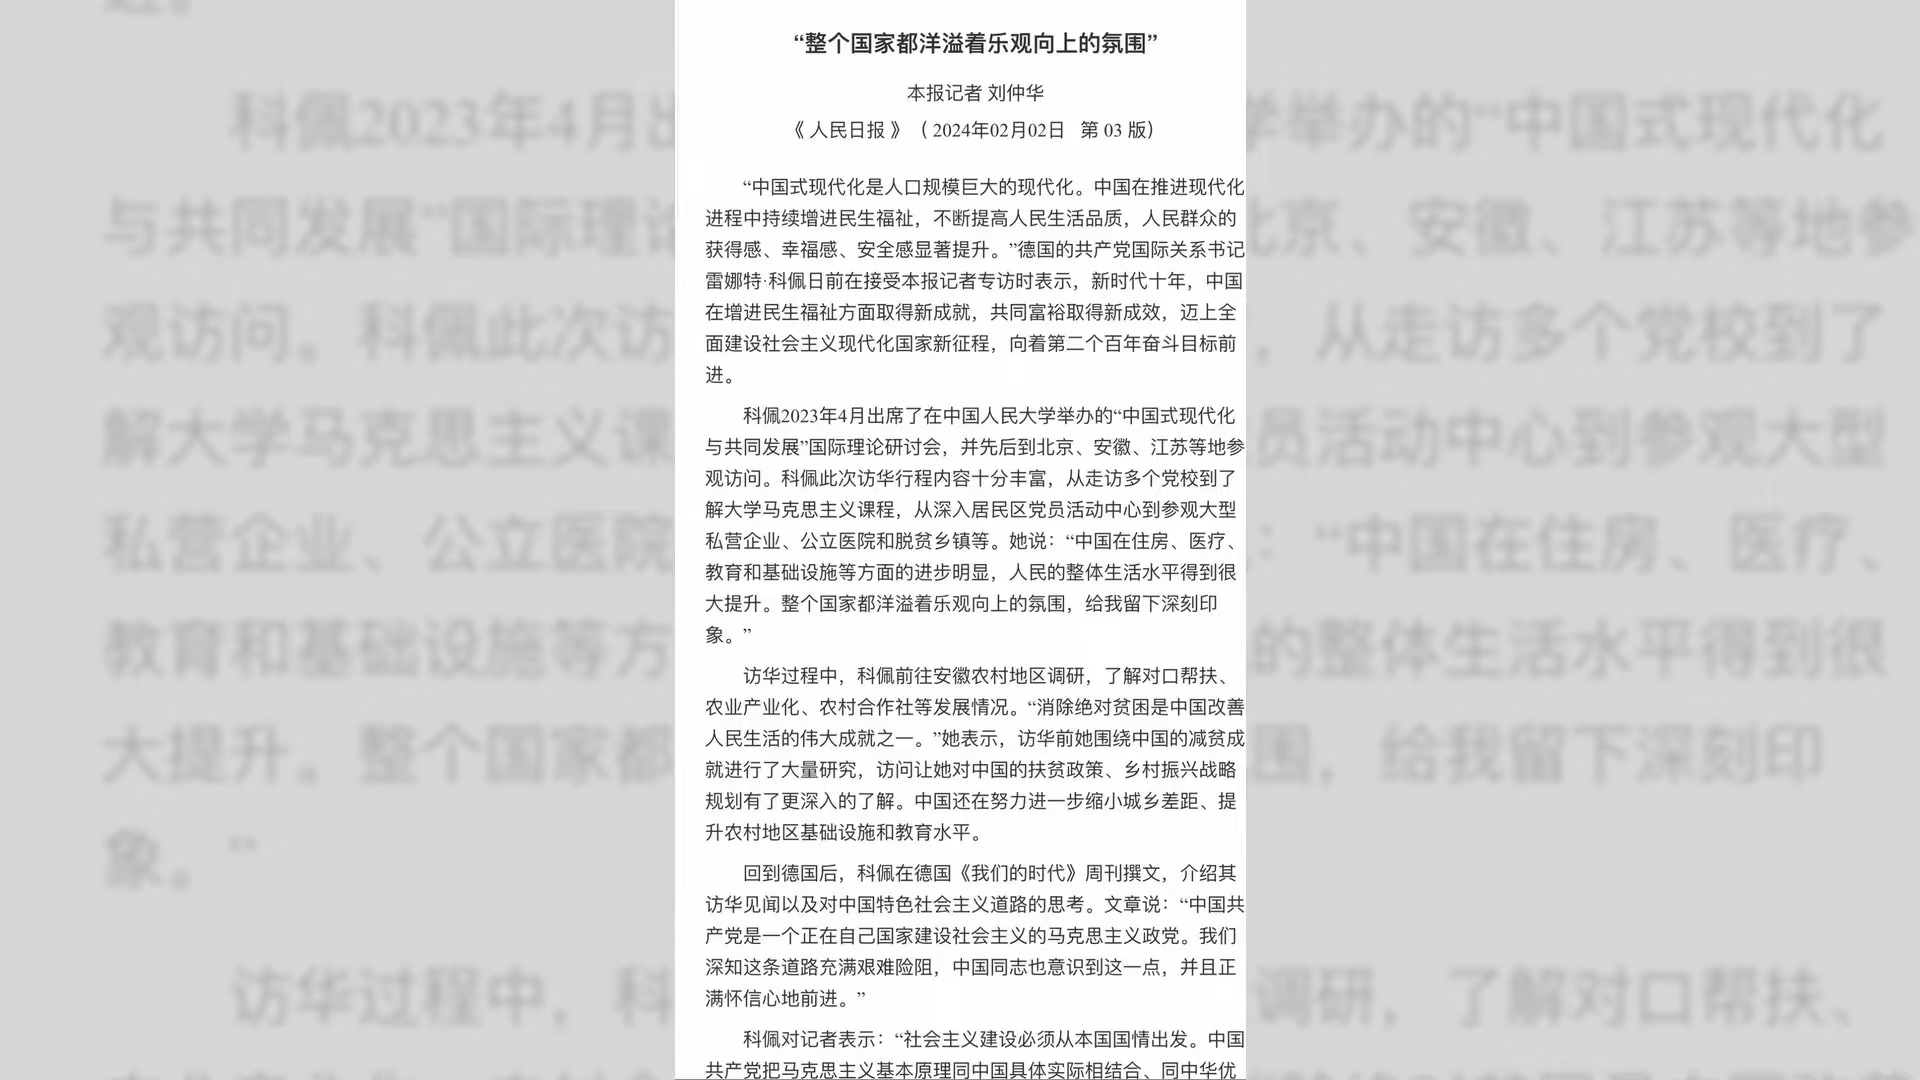 “整个国家都洋溢着乐观向上的氛围”
本报记者 刘仲华
《 人民日报 》（ 2024年02月02日 第 03 版）
“中国式现代化是人口规模巨大的现代化。中国在推进现代化
进程中持续增进民生福祉，不断提高人民生活品质，人民群众的
获得感、幸福感、安全感显著提升。”德国的共产党国际关系书记
雷娜特·科佩日前在接受本报记者专访时表示，新时代十年，中国
在增进民生福祉方面取得新成就，共同富裕取得新成效，迈上全
面建设社会主义现代化国家新征程，向着第二个百年奋斗目标前
进。
科佩2023年4月出席了在中国人民大学举办的“中国式现代化
与共同发展”国际理论研讨会，并先后到北京、安徽、江苏等地参
观访问。科佩此次访华行程内容十分丰富，从走访多个党校到了
解大学马克思主义课程，从深入居民区党员活动中心到参观大型
私营企业、公立医院和脱贫乡镇等。她说：“中国在住房、医疗、
教育和基础设施等方面的进步明显，人民的整体生活水平得到很
大提升。整个国家都洋溢着乐观向上的氛围，给我留下深刻印
象。”
访华过程中，科佩前往安徽农村地区调研，了解对口帮扶、
农业产业化、农村合作社等发展情况。“消除绝对贫困是中国改善
人民生活的伟大成就之一。”她表示，访华前她围绕中国的减贫成
就进行了大量研究，访问让她对中国的扶贫政策、乡村振兴战略
规划有了更深入的了解。中国还在努力进一步缩小城乡差距、提
升农村地区基础设施和教育水平。
回到德国后，科佩在德国《我们的时代》周刊撰文，介绍其
访华见闻以及对中国特色社会主义道路的思考。文章说：“中国共
产党是一个正在自己国家建设社会主义的马克思主义政党。我们
深知这条道路充满艰难险阻，中国同志也意识到这一点，并且正
满怀信心地前进。”
科佩对记者表示：“社会主义建设必须从本国国情出发。中国
共产党把马克思主义基本原理同中国具体实际相结合、同中华优